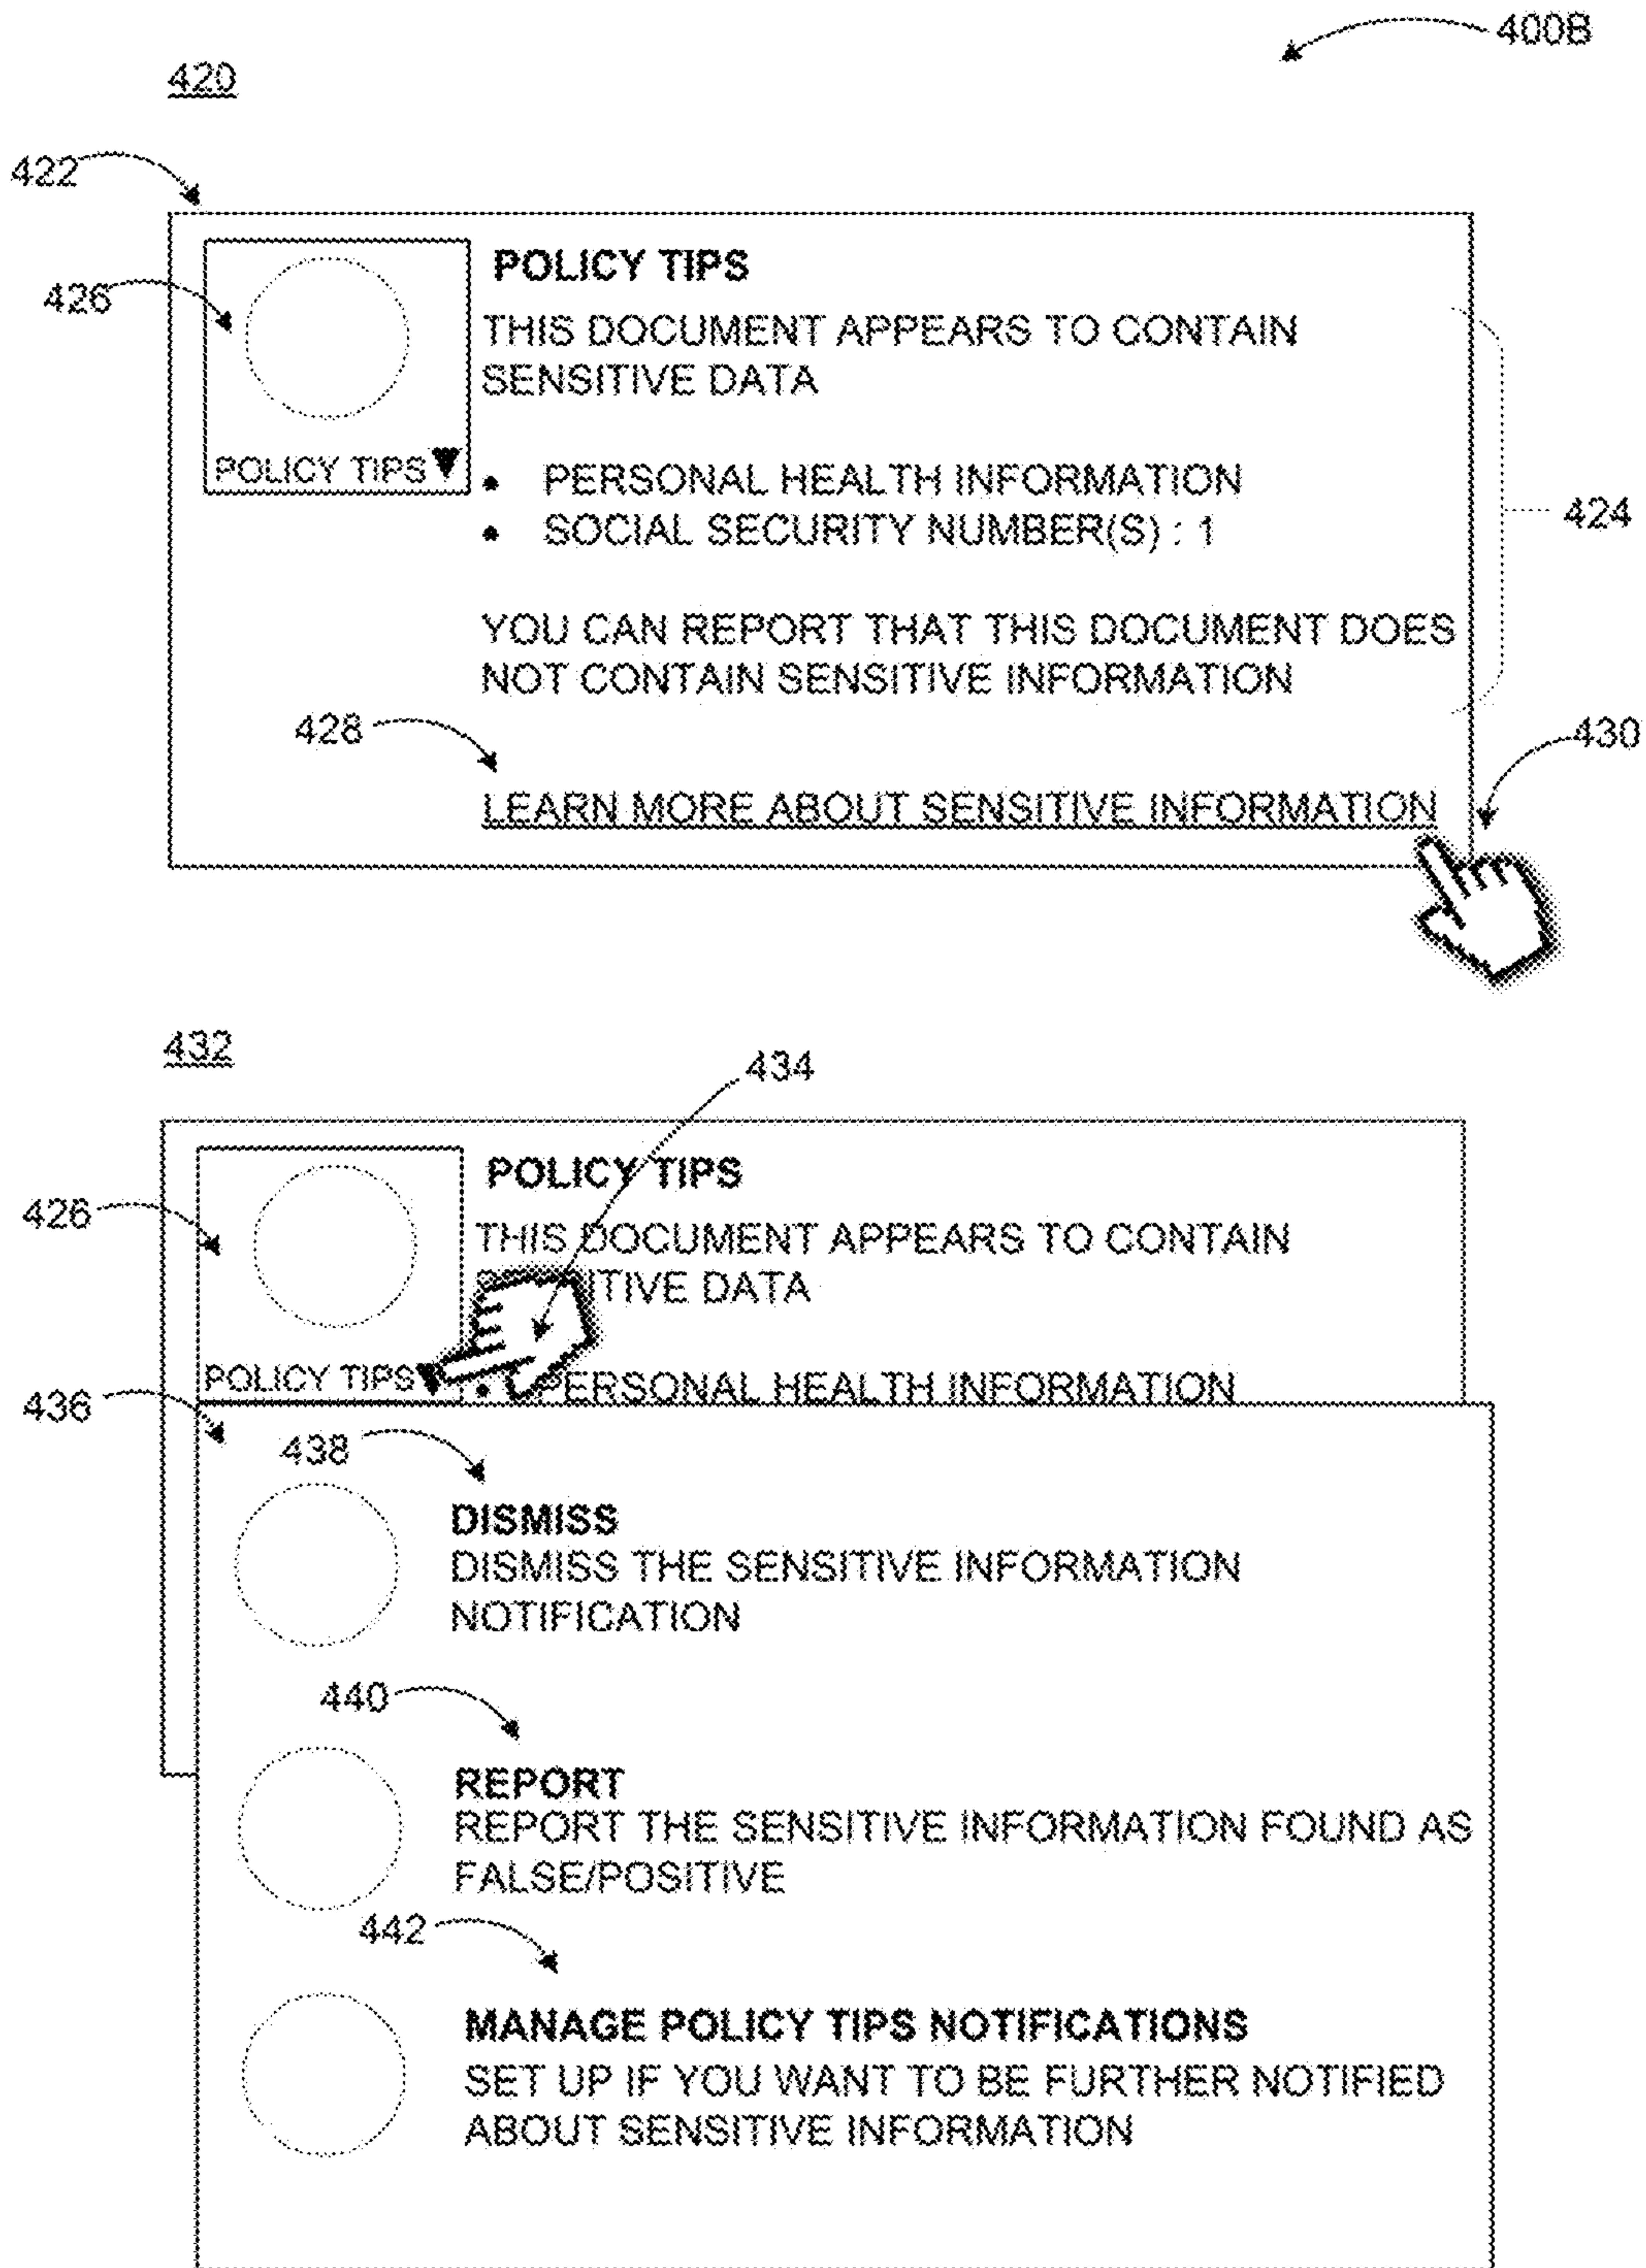 400B
420
422
426
POLICY TIPS
POLICY TIPS
THIS DOCUMENT APPEARS TO CONTAIN
SENSITIVE DATA
• PERSONAL HEALTH INFORMATION
• SOCIAL SECURITY NUMBER(S) : 1
424
YOU CAN REPORT THAT THIS DOCUMENT DOES
NOT CONTAIN SENSITIVE INFORMATION
428
430
LEARN MORE ABOUT SENSITIVE INFORMATION
432
434
426
POLICY TIPS
POLICY TIPS
THIS DOCUMENT APPEARS TO CONTAIN
ITIVE DATA
• PERSONAL HEALTH INFORMATION
436
438
DISMISS
DISMISS THE SENSITIVE INFORMATION
NOTIFICATION
440
REPORT
REPORT THE SENSITIVE INFORMATION FOUND AS
FALSE/POSITIVE
442
MANAGE POLICY TIPS NOTIFICATIONS
SET UP IF YOU WANT TO BE FURTHER NOTIFIED
ABOUT SENSITIVE INFORMATION